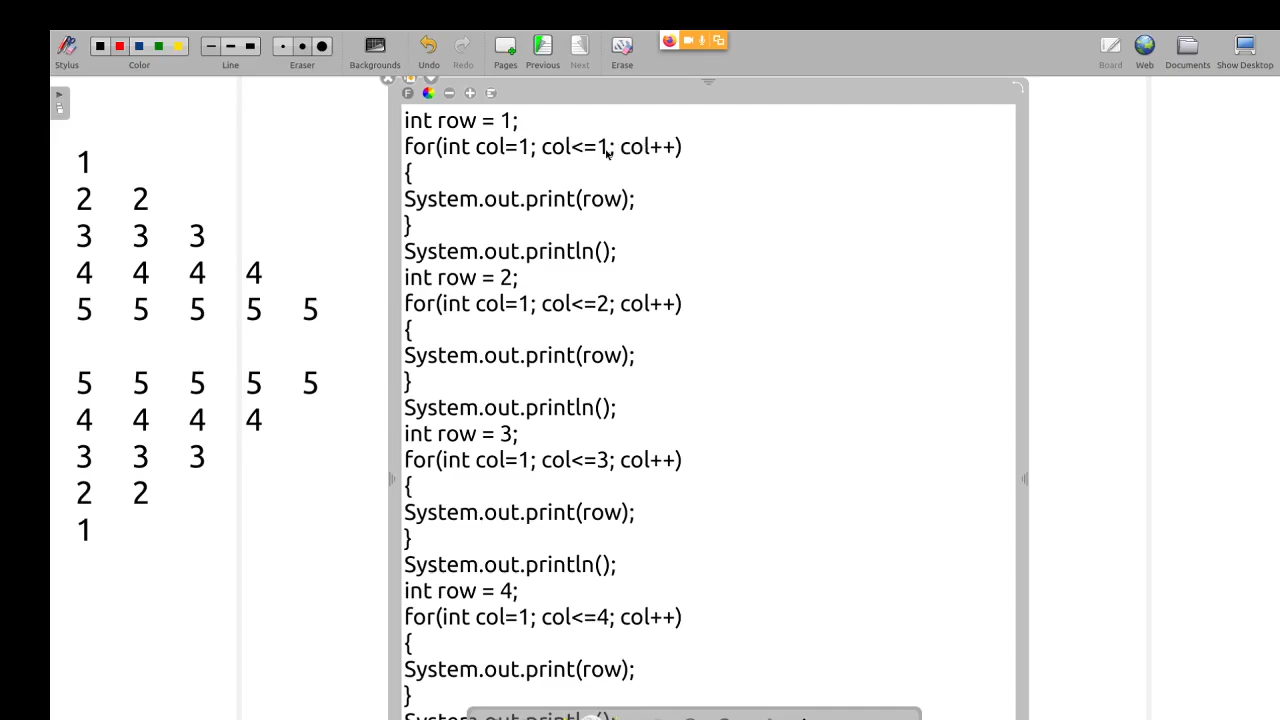 Stylus
Color
Line
Eraser
Backgrounds
Undo
Redo
Pages
Previous
Next
Erase
Board
Web
Documents
Show Desktop
1
2 2
3 3 3
4 4 4 4
5 5 5 5 5
5 5 5 5 5
4 4 4 4
3 3 3
2 2
1
F
int row = 1;
for(int col=1; col<=1; col++)
{
System.out.print(row);
}
System.out.println();
int row = 2;
for(int col=1; col<=2; col++)
{
System.out.print(row);
}
System.out.println();
int row = 3;
for(int col=1; col<=3; col++)
{
System.out.print(row);
}
System.out.println();
int row = 4;
for(int col=1; col<=4; col++)
{
System.out.print(row);
}